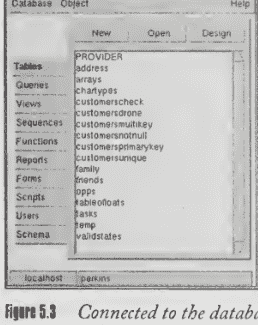 Database Object Help
New Open Design
Tables
Queries
Views
Sequences
Functions
Reports
Forms
Scripts
Users
Schema
PROVIDER
address
arrays
chartypes
customerscheck
customersdrone
customersmultikey
customersnotnull
customersprimarykey
customersunique
family
friends
ppps
tableofloats
tasks
temp
validstates
localhost perkins
Figure 5.3 Connected to the databa